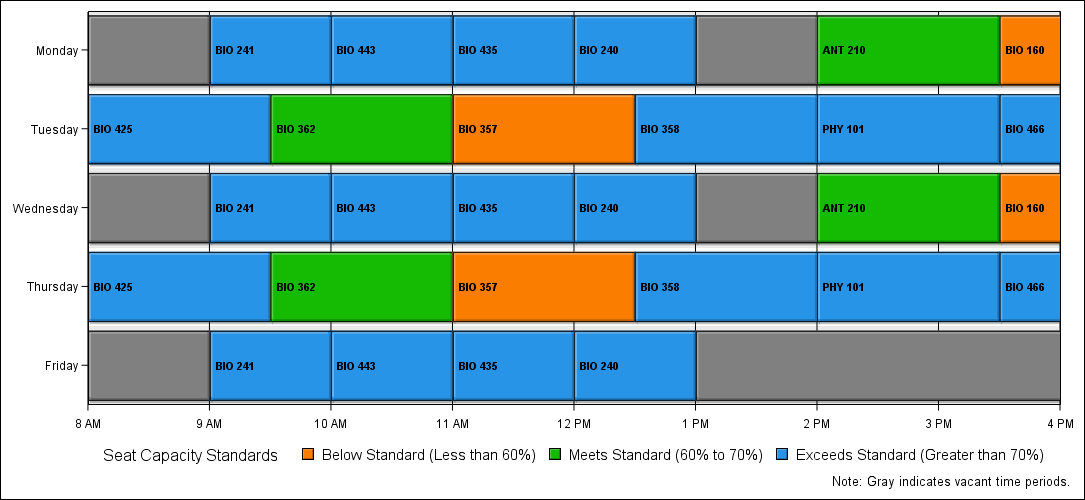 Monday BIO 241 BIO 443 BIO 435 BIO 240 ANT 210 BIO 160
Tuesday BIO 425 BIO 362 BIO 357 BIO 358 PHY 101 BIO 466
Wednesday BIO 241 BIO 443 BIO 435 BIO 240 ANT 210 BIO 160
Thursday BIO 425 BIO 362 BIO 357 BIO 358 PHY 101 BIO 466
Friday BIO 241 BIO 443 BIO 435 BIO 240
8 AM 9 AM 10 AM 11 AM 12 PM 1 PM 2 PM 3 PM 4 PM
Seat Capacity Standards Below Standard (Less than 60%) Meets Standard (60% to 70%) Exceeds Standard (Greater than 70%)
Note: Gray indicates vacant time periods.